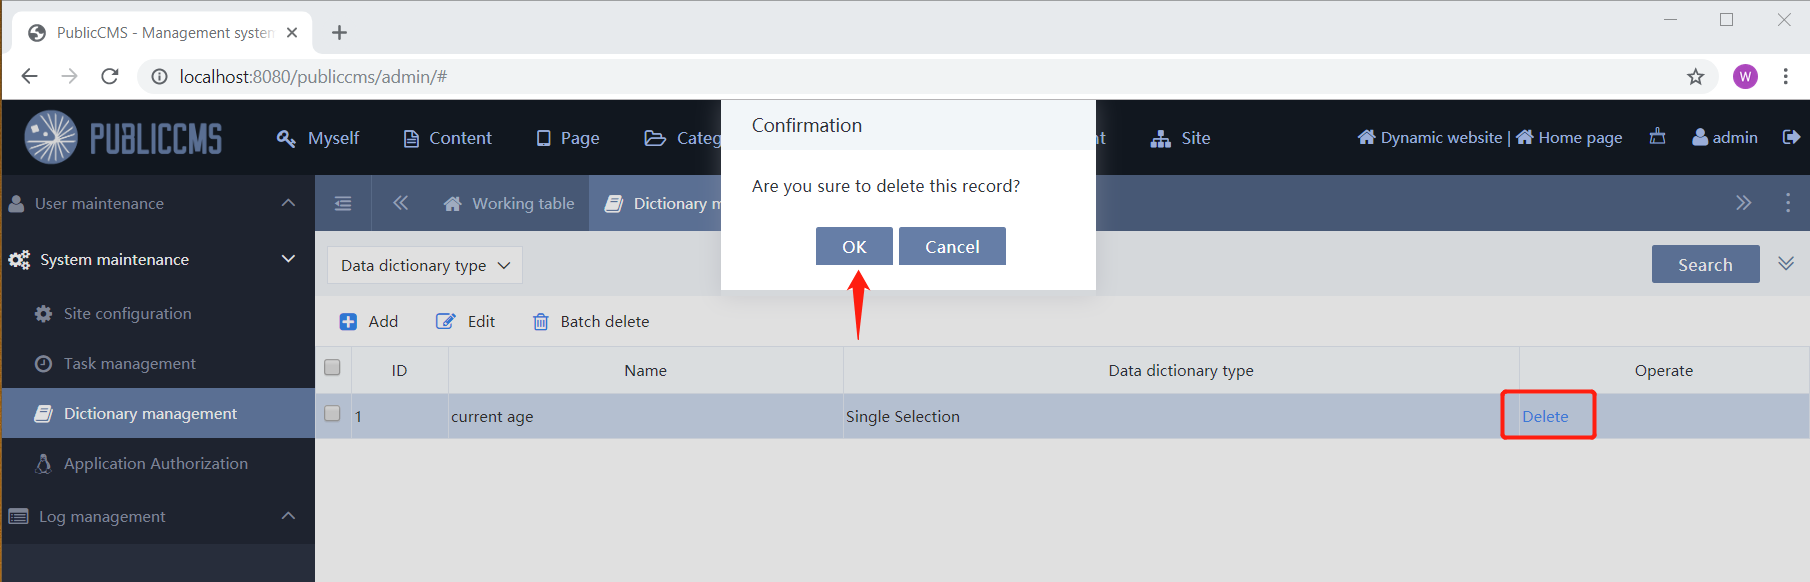 PublicCMS - Management system
localhost:8080/publiccms/admin/#
W
PUBLICCMS
Myself
Content
Page
Categ
nt
Site
Dynamic website | Home page
admin
Confirmation
Are you sure to delete this record?
OK
Cancel
User maintenance
System maintenance
Site configuration
Task management
Dictionary management
Application Authorization
Log management
Working table
Dictionary m
Data dictionary type
Search
Add
Edit
Batch delete
ID Name Data dictionary type Operate
1 current age Single Selection Delete